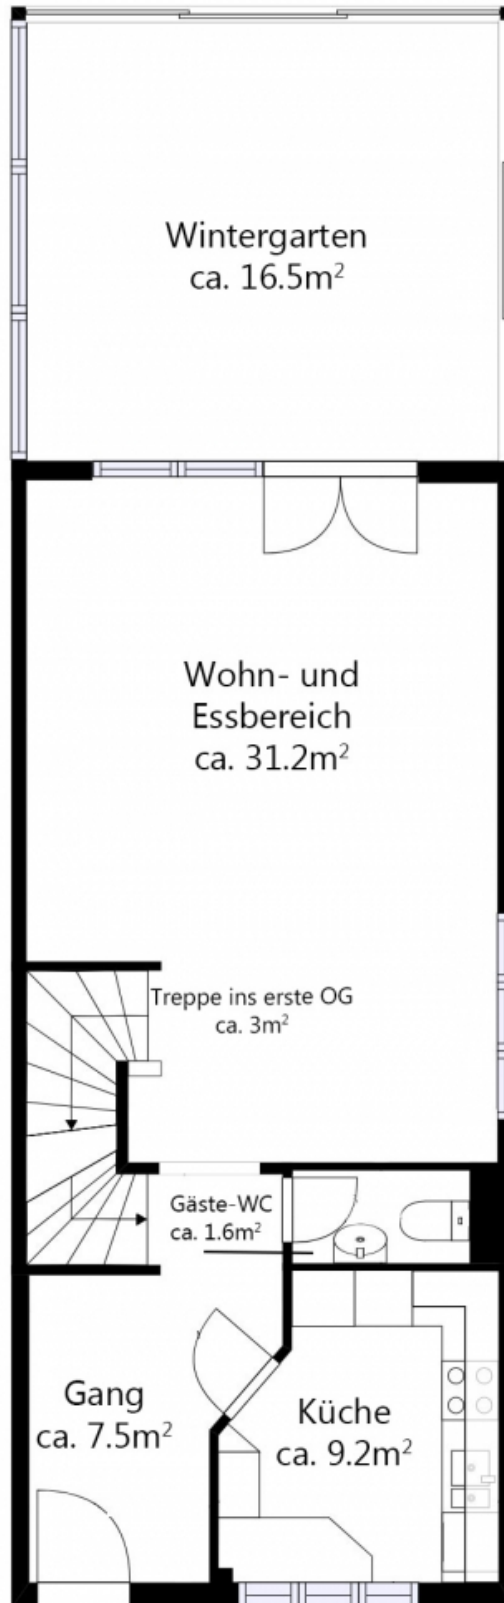 Wintergarten
ca. 16.5m²
Wohn- und
Essbereich
ca. 31.2m²
Treppe ins erste OG
ca. 3m²
Gäste-WC
ca. 1.6m²
Gang
ca. 7.5m²
Küche
ca. 9.2m²